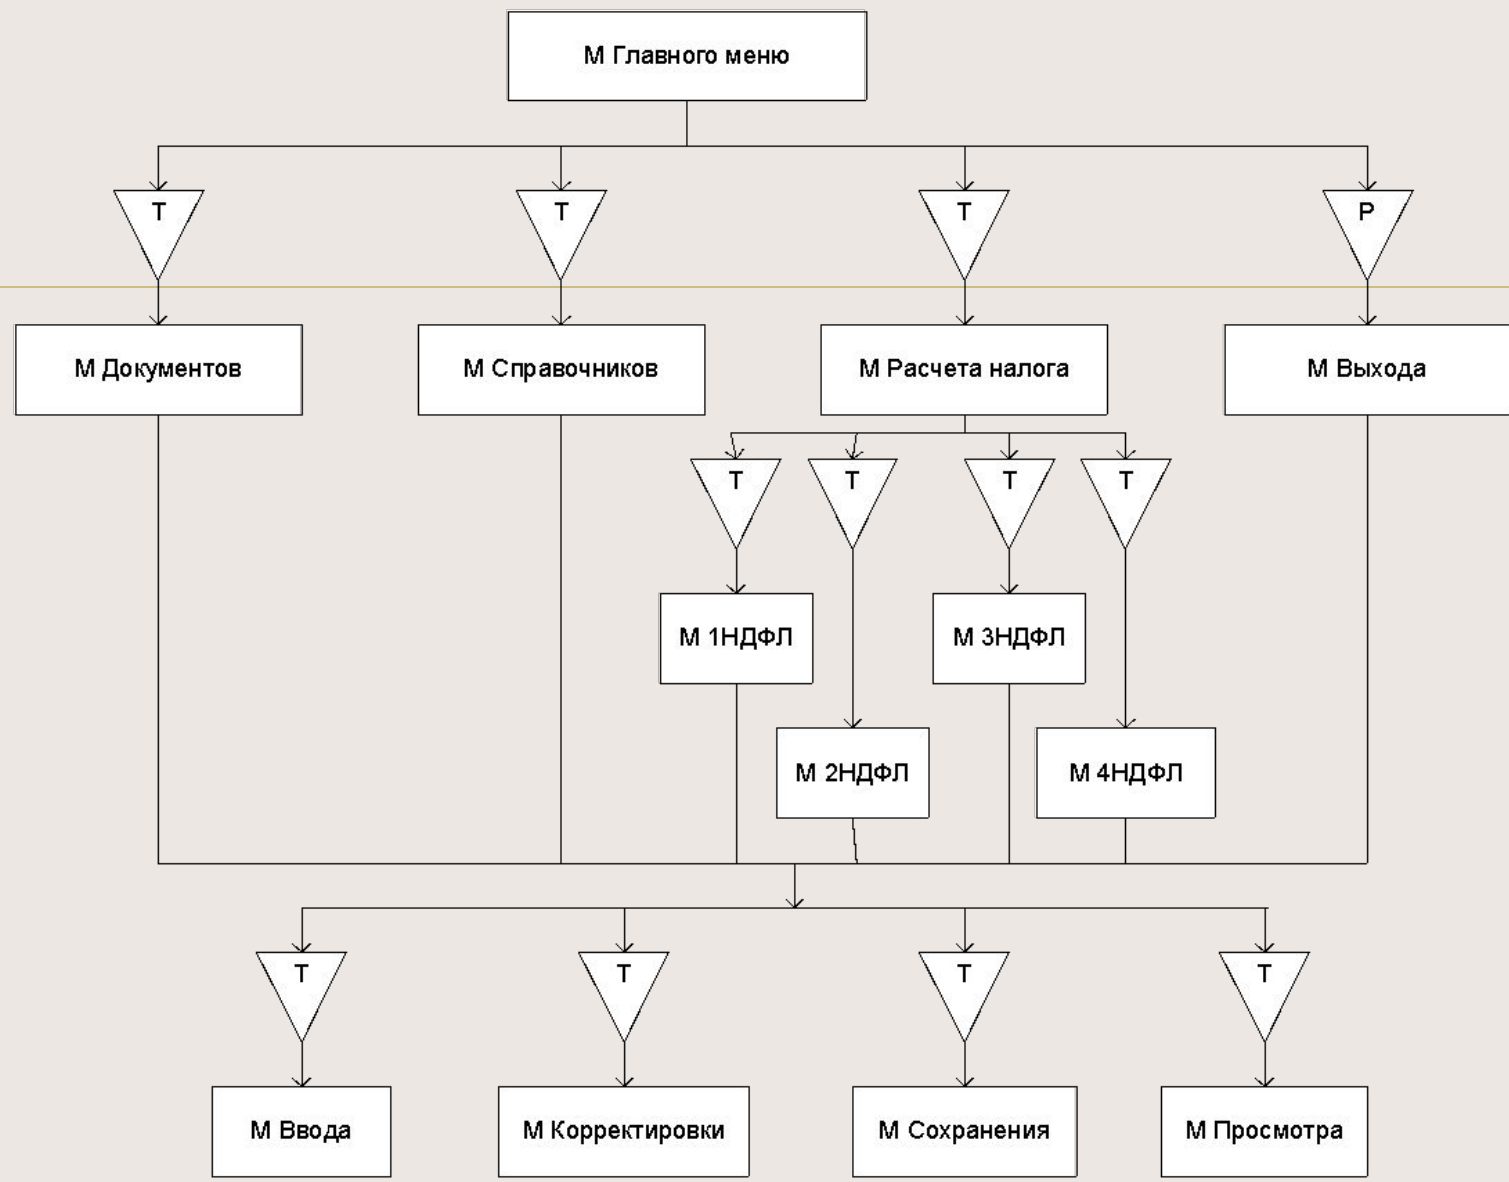 М Главного меню
Т
Т
Т
Р
М Документов
М Справочников
М Расчета налога
М Выхода
Т
Т
Т
Т
М 1НДФЛ
М 3НДФЛ
М 2НДФЛ
М 4НДФЛ
Т
Т
Т
Т
М Ввода
М Корректировки
М Сохранения
М Просмотра